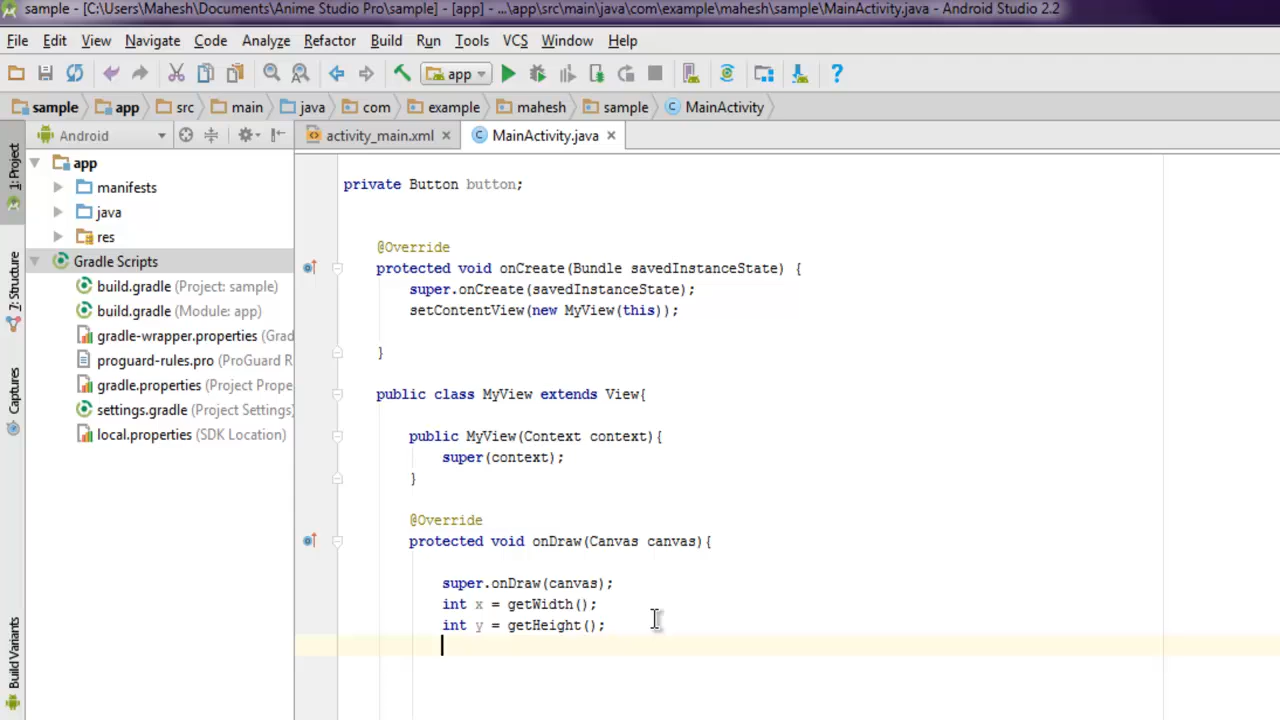 sample - [C:\Users\Mahesh\Documents\Anime Studio Pro\sample] - [app] - ...\app\src\main\java\com\example\mahesh\sample\MainActivity.java - Android Studio 2.2
File Edit View Navigate Code Analyze Refactor Build Run Tools VCS Window Help
app
sample app src main java com example mahesh sample MainActivity
Android
activity_main.xml MainActivity.java
1: Project
7: Structure
Captures
Build Variants
app
manifests
java
res
Gradle Scripts
build.gradle (Project: sample)
build.gradle (Module: app)
gradle-wrapper.properties (Grad
proguard-rules.pro (ProGuard R
gradle.properties (Project Prope
settings.gradle (Project Settings)
local.properties (SDK Location)
private Button button;
@Override
protected void onCreate(Bundle savedInstanceState) {
super.onCreate(savedInstanceState);
setContentView(new MyView(this));
}
public class MyView extends View{
public MyView(Context context){
super(context);
}
@Override
protected void onDraw(Canvas canvas){
super.onDraw(canvas);
int x = getWidth();
int y = getHeight();